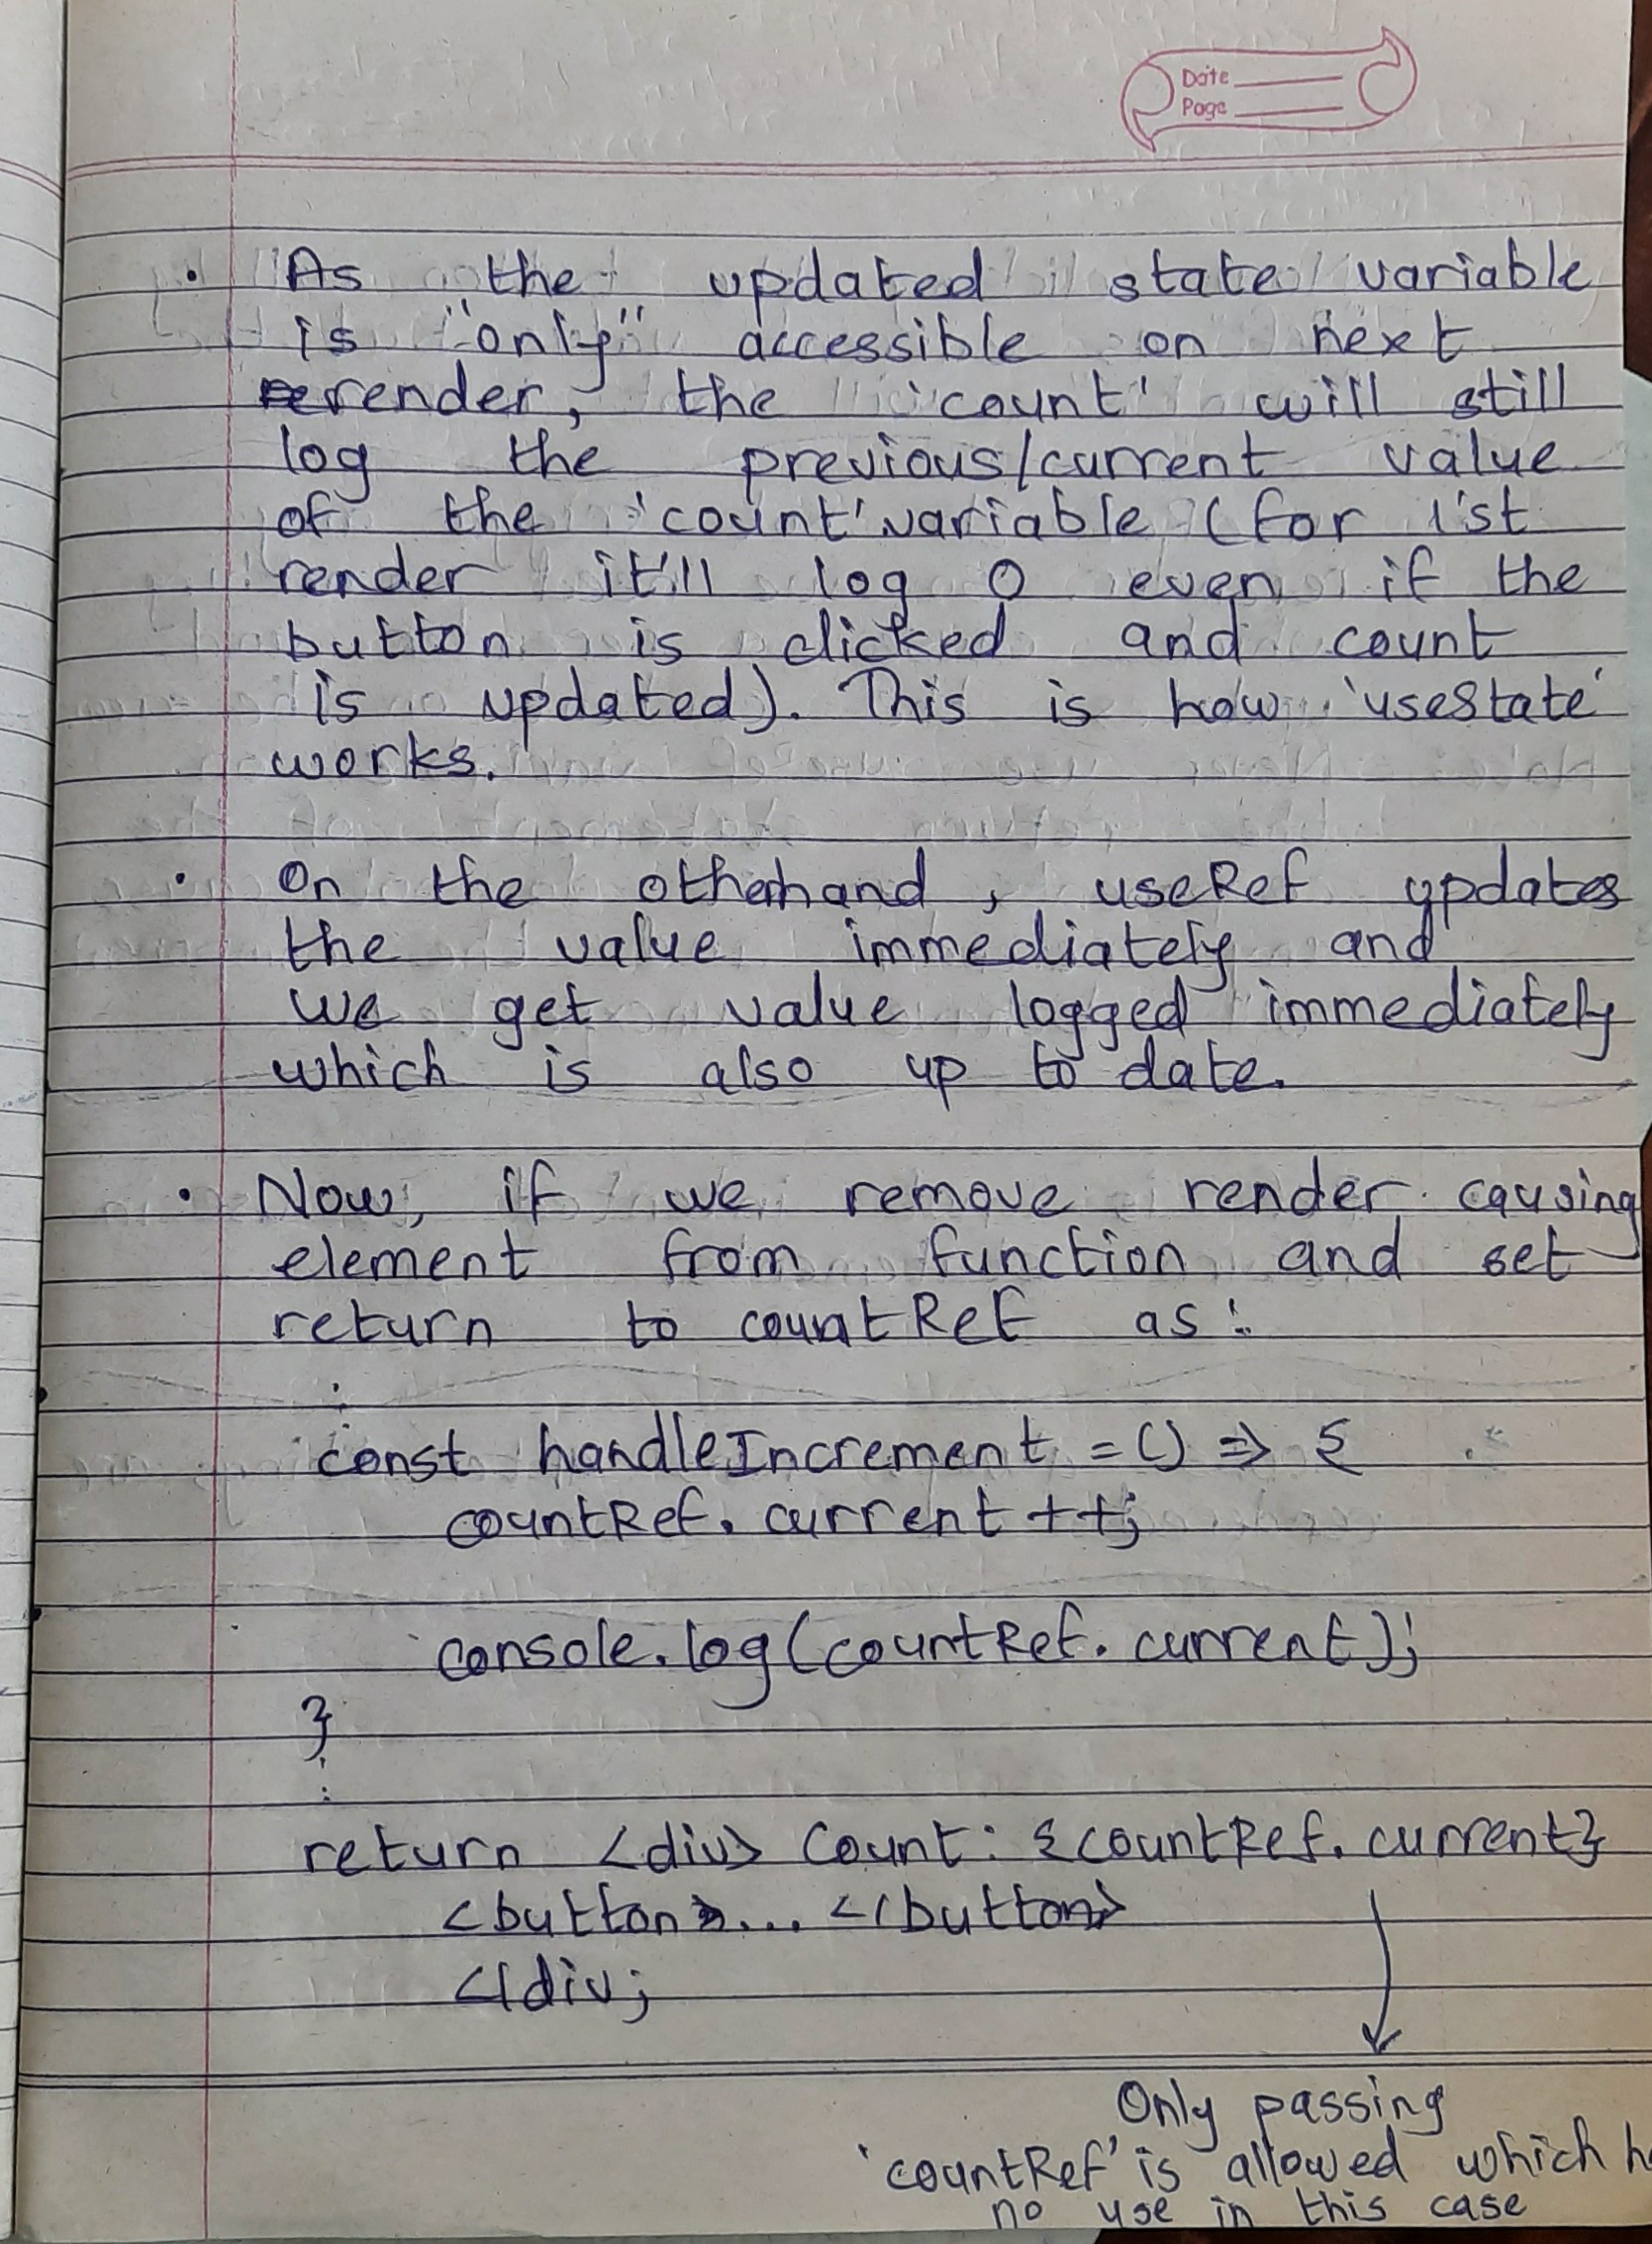 Date
Page
• As the updated state variable
is "only" accessible on next
render, the 'count' will still
log the previous/current value
of the 'count' variable (for 1'st
render it'll log 0 even if the
button is clicked and count
is updated). This is how 'useState'
works.
• On the otherhand, useRef updates
the value immediately and
we get value logged immediately
which is also up to date.
• Now, if we remove render causing
element from function and set
return to countRef as:
:
const handleIncrement = () => {
countRef.current++;
console.log(countRef.current);
}
:
return <div> Count: {countRef.current}
<button>... </button>
</div;
Only passing
'countRef' is allowed which
no use in this case